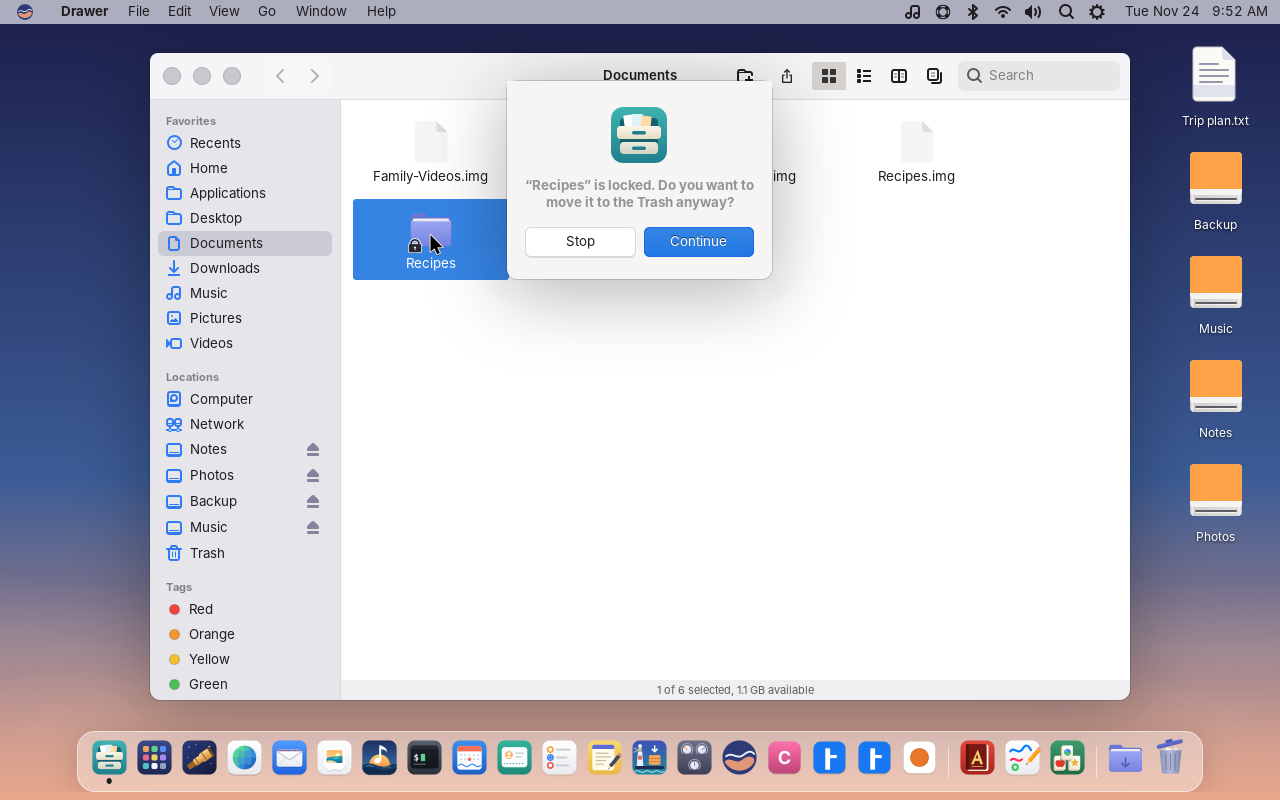 Drawer File Edit View Go Window Help Tue Nov 24 9:52 AM
Documents
Search
Favorites
Recents
Home
Applications
Desktop
Documents
Downloads
Music
Pictures
Videos
Locations
Computer
Network
Notes
Photos
Backup
Music
Trash
Tags
Red
Orange
Yellow
Green
Family-Videos.img
img
Recipes.img
Recipes
“Recipes” is locked. Do you want to
move it to the Trash anyway?
Stop
Continue
1 of 6 selected, 1.1 GB available
Trip plan.txt
Backup
Music
Notes
Photos